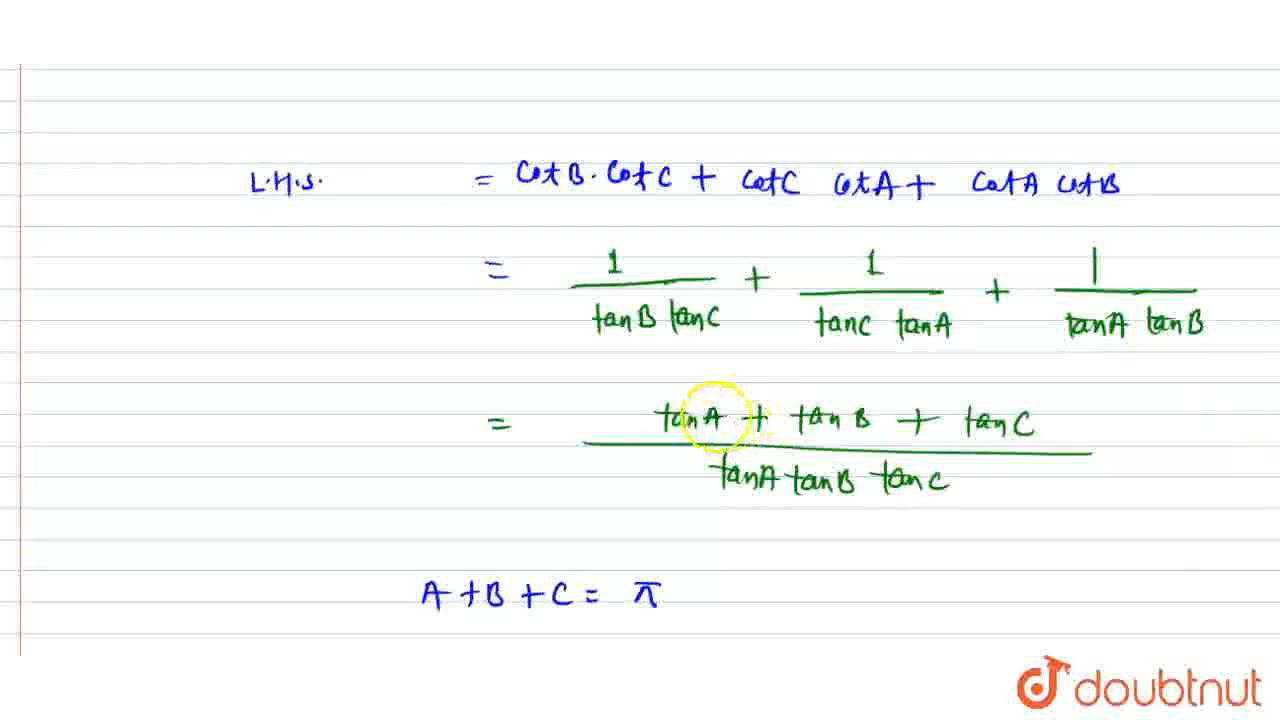 L.H.S. = Cot B . Cot C + Cot C Cot A + Cot A Cot B
= 1/(tan B tan C) + 1/(tan C tan A) + 1/(tan A tan B)
= (tan A + tan B + tan C)/(tan A tan B tan C)
A + B + C = π
doubtnut